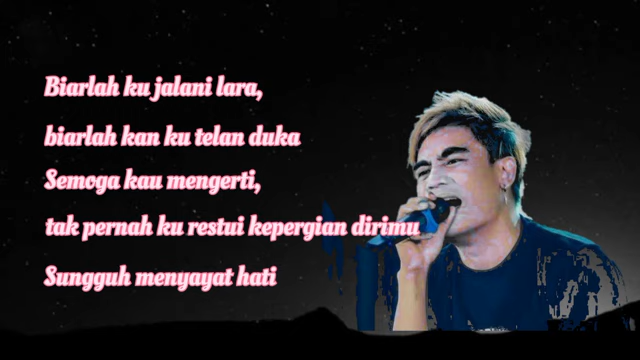 Biarlah ku jalani lara,
biarlah kan ku telan duka
Semoga kau mengerti,
tak pernah ku restui kepergian dirimu
Sungguh menyayat hati